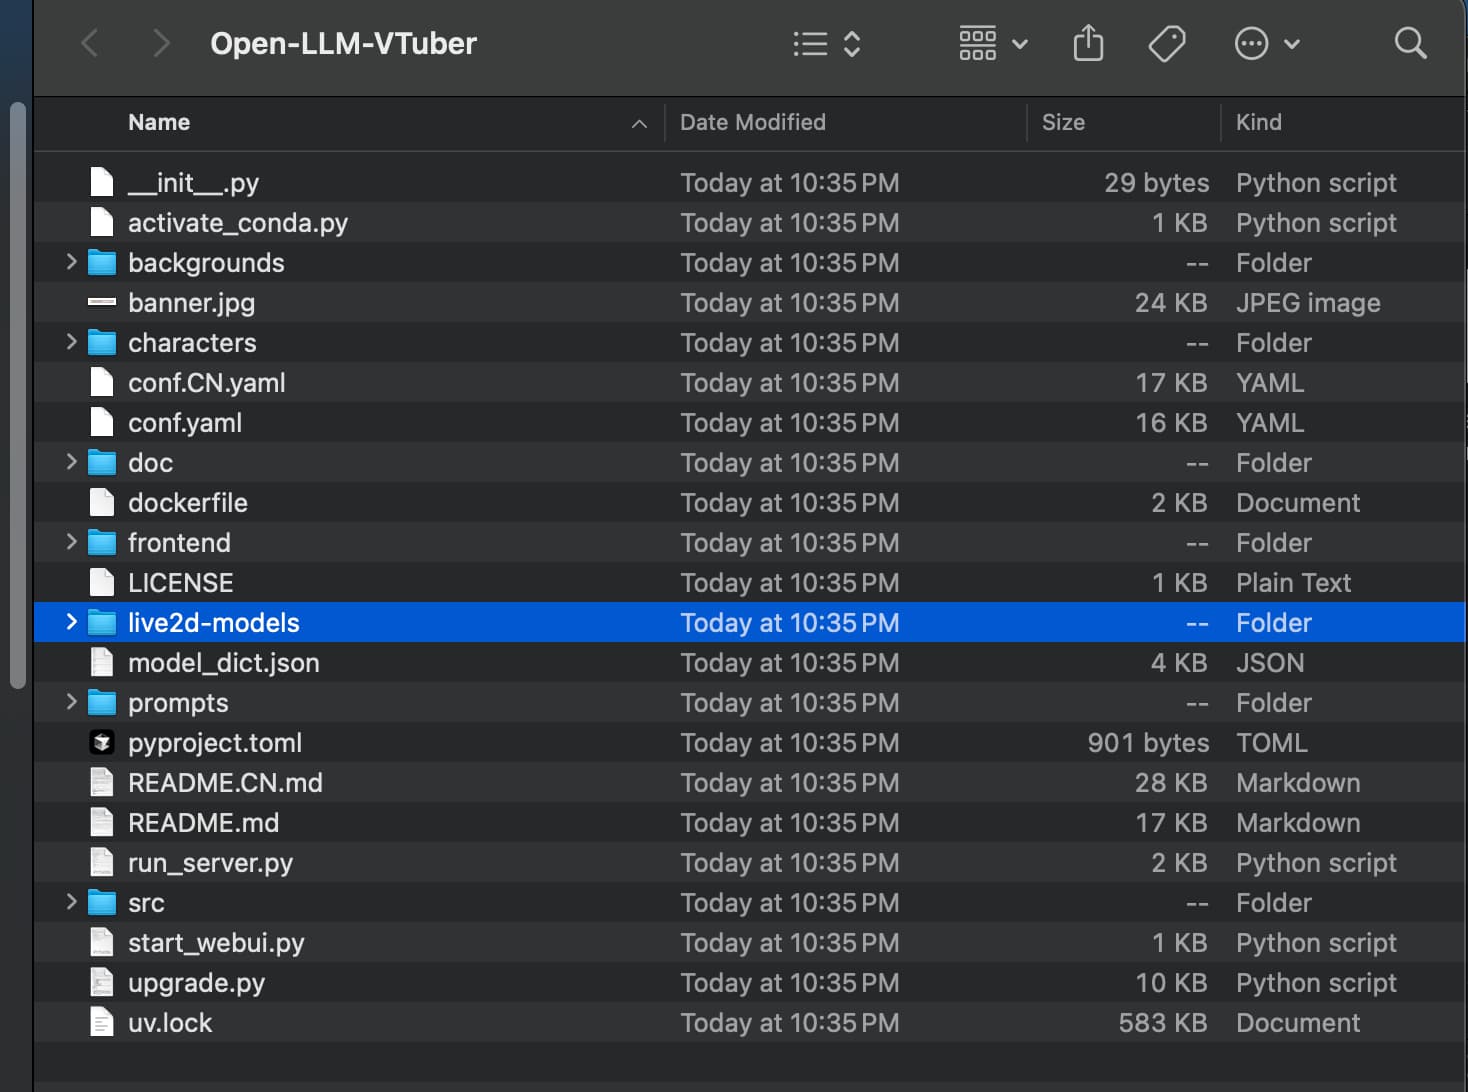 Open-LLM-VTuber
Name Date Modified Size Kind
__init__.py Today at 10:35 PM 29 bytes Python script
activate_conda.py Today at 10:35 PM 1 KB Python script
backgrounds Today at 10:35 PM -- Folder
banner.jpg Today at 10:35 PM 24 KB JPEG image
characters Today at 10:35 PM -- Folder
conf.CN.yaml Today at 10:35 PM 17 KB YAML
conf.yaml Today at 10:35 PM 16 KB YAML
doc Today at 10:35 PM -- Folder
dockerfile Today at 10:35 PM 2 KB Document
frontend Today at 10:35 PM -- Folder
LICENSE Today at 10:35 PM 1 KB Plain Text
live2d-models Today at 10:35 PM -- Folder
model_dict.json Today at 10:35 PM 4 KB JSON
prompts Today at 10:35 PM -- Folder
pyproject.toml Today at 10:35 PM 901 bytes TOML
README.CN.md Today at 10:35 PM 28 KB Markdown
README.md Today at 10:35 PM 17 KB Markdown
run_server.py Today at 10:35 PM 2 KB Python script
src Today at 10:35 PM -- Folder
start_webui.py Today at 10:35 PM 1 KB Python script
upgrade.py Today at 10:35 PM 10 KB Python script
uv.lock Today at 10:35 PM 583 KB Document